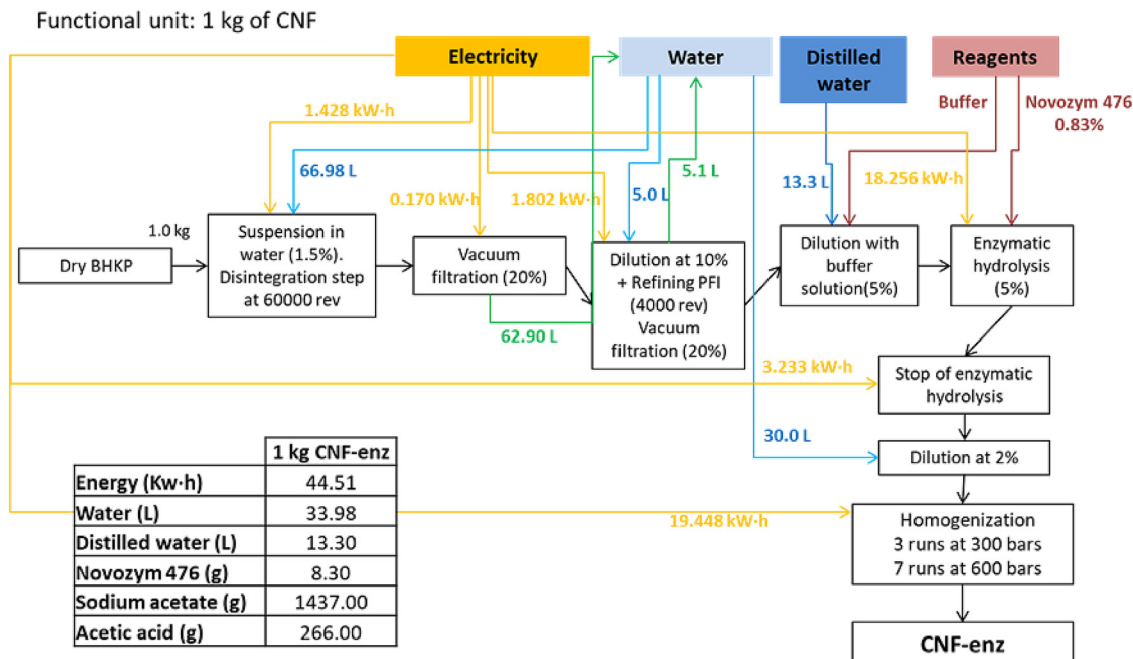 Functional unit: 1 kg of CNF
Electricity
Water
Distilled
water
Reagents
Buffer
Novozym 476
0.83%
1.428 kW·h
66.98 L
0.170 kW·h
1.802 kW·h
5.0 L
5.1 L
13.3 L
18.256 kW·h
1.0 kg
Dry BHKP
Suspension in
water (1.5%).
Disintegration step
at 60000 rev
Vacuum
filtration (20%)
62.90 L
Dilution at 10%
+ Refining PFI
(4000 rev)
Vacuum
filtration (20%)
Dilution with
buffer
solution(5%)
Enzymatic
hydrolysis
(5%)
3.233 kW·h
Stop of enzymatic
hydrolysis
30.0 L
Dilution at 2%
19.448 kW·h
Homogenization
3 runs at 300 bars
7 runs at 600 bars
CNF-enz
1 kg CNF-enz
Energy (Kw·h) 44.51
Water (L) 33.98
Distilled water (L) 13.30
Novozym 476 (g) 8.30
Sodium acetate (g) 1437.00
Acetic acid (g) 266.00